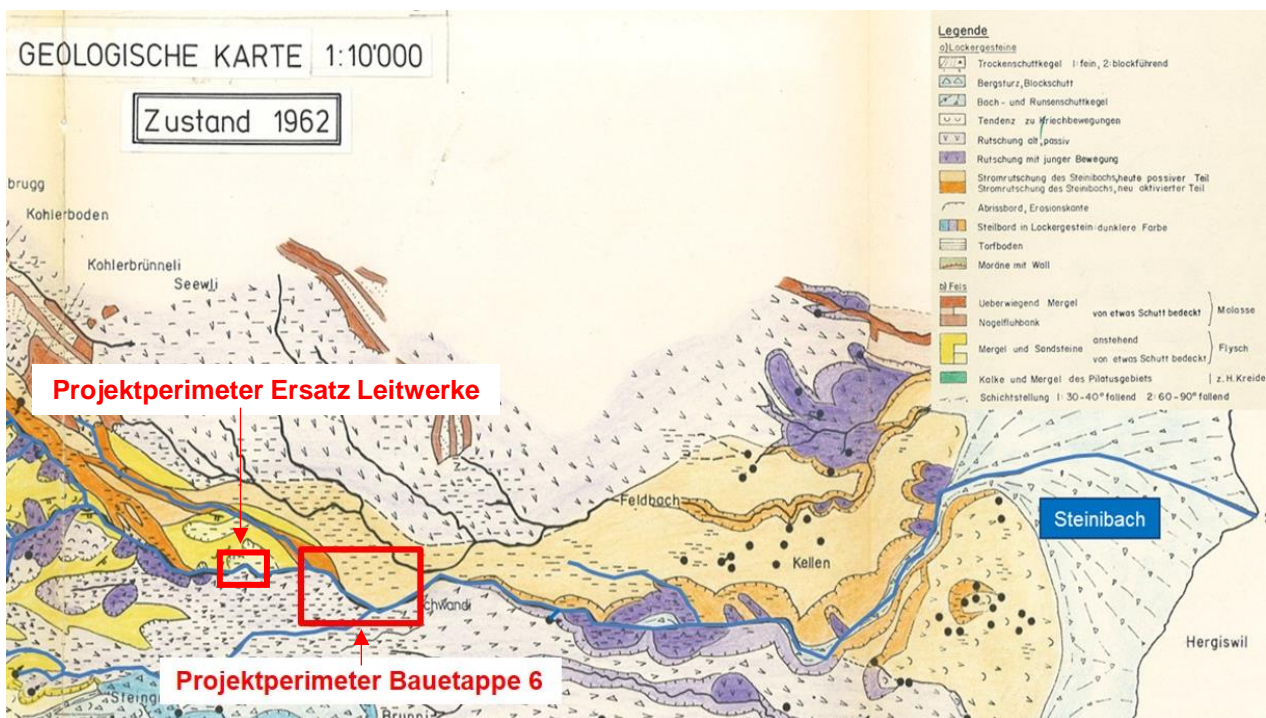 GEOLOGISCHE KARTE 1:10'000
Zustand 1962
brugg
Kohlerboden
Kohlerbrünneli
Seewli
Projektperimeter Ersatz Leitwerke
Feldbach
Kellen
chwandi
Projektperimeter Bauetappe 6
Steingr
Brunni
Steinibach
Hergiswil
S
Legende
a) Lockergesteine
Trockenschuttkegel 1: fein, 2: blockführend
Bergsturz, Blockschutt
Bach- und Runsenschuttkegel
Tendenz zu Kriechbewegungen
Rutschung alt, passiv
Rutschung mit junger Bewegung
Stromrutschung des Steinibachs, heute passiver Teil
Stromrutschung des Steinibachs, neu aktivierter Teil
Abrissbord, Erosionskante
Steilbord in Lockergestein: dunklere Farbe
Torfboden
Moräne mit Wall
b) Fels
Ueberwiegend Mergel
Nagelfluhbank
von etwas Schutt bedeckt
Molasse
Mergel und Sandsteine
anstehend
von etwas Schutt bedeckt
Flysch
Kalke und Mergel des Pilatusgebiets
z. H. Kreide
Schichtstellung 1: 30-40° fallend 2: 60-90° fallend